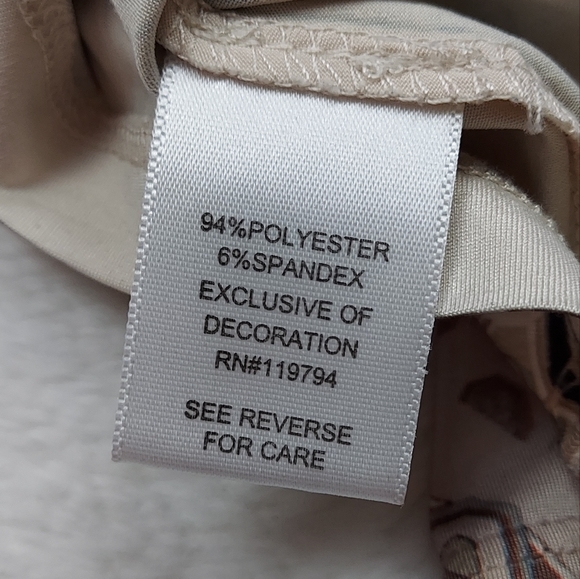 94%POLYESTER
6%SPANDEX
EXCLUSIVE OF
DECORATION
RN#119794
SEE REVERSE
FOR CARE